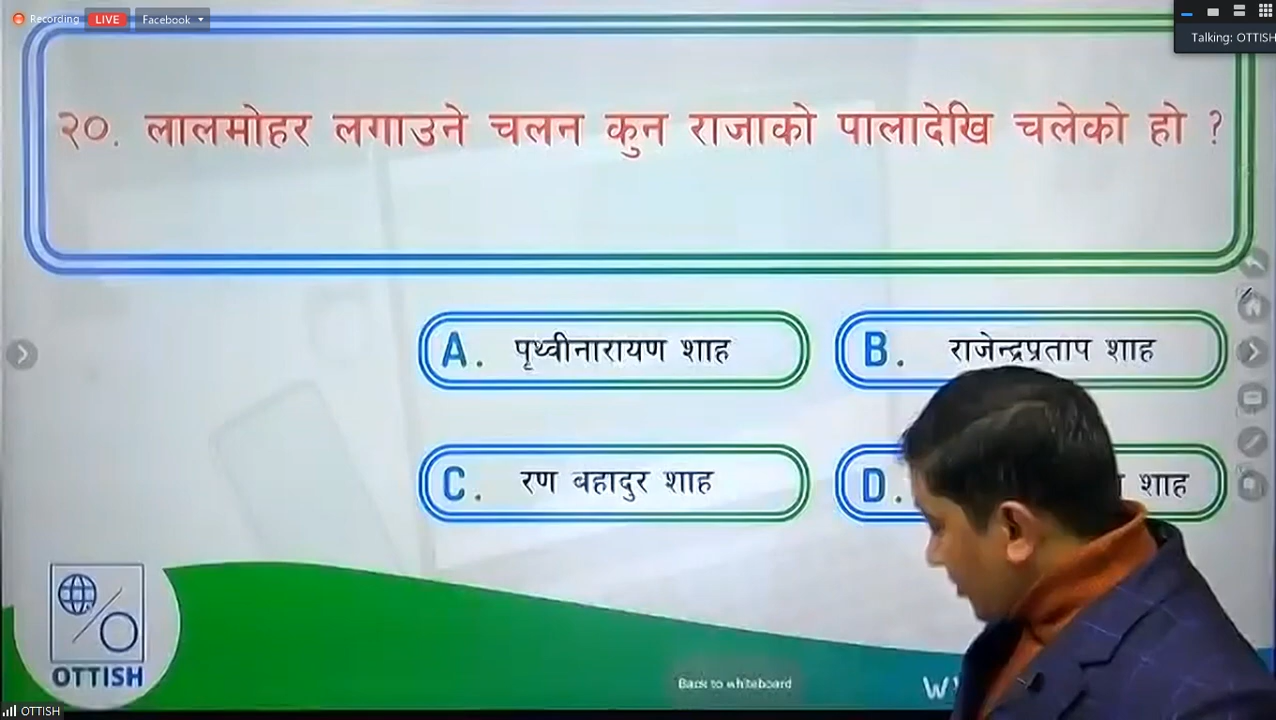 Recording LIVE Facebook
Talking: OTTISH
२०. लालमोहर लगाउने चलन कुन राजाको पालादेखि चलेको हो ?
A. पृथ्वीनारायण शाह
B. राजेन्द्रप्रताप शाह
C. रण बहादुर शाह
D. शाह
OTTISH
Back to whiteboard
W
OTTISH